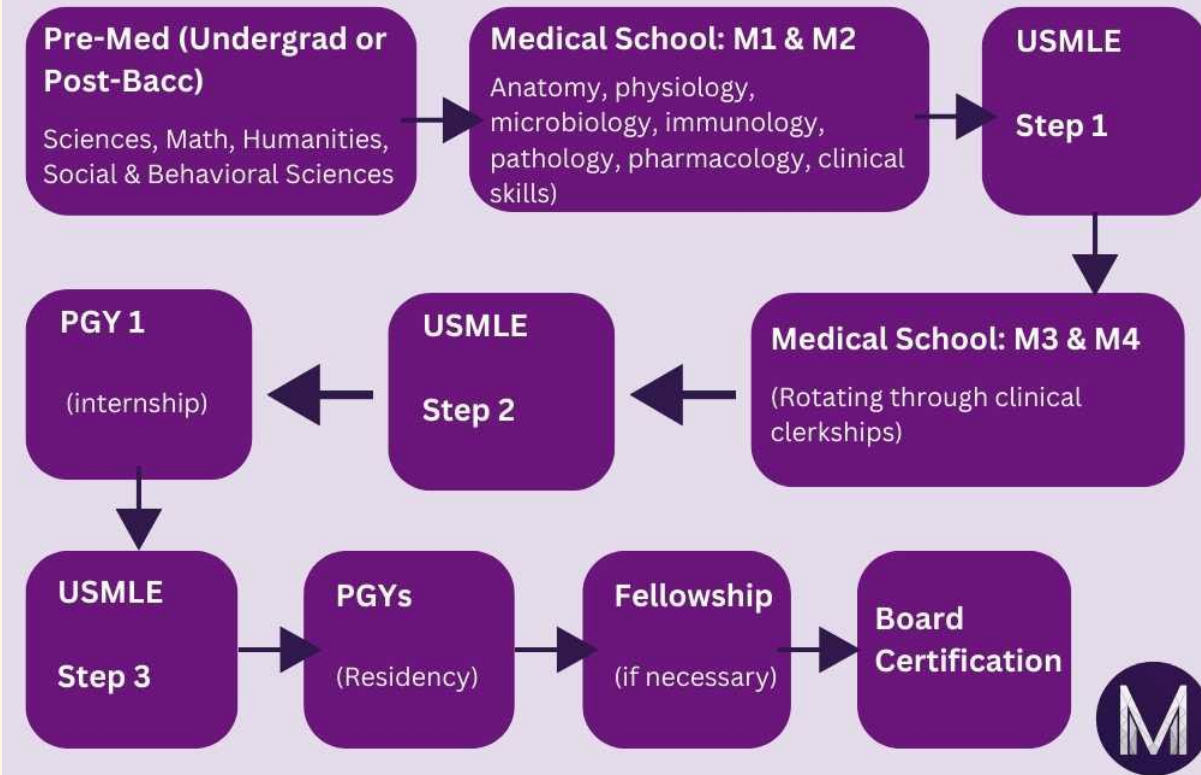 Pre-Med (Undergrad or
Post-Bacc)
Sciences, Math, Humanities,
Social & Behavioral Sciences
Medical School: M1 & M2
Anatomy, physiology,
microbiology, immunology,
pathology, pharmacology, clinical
skills)
USMLE
Step 1
Medical School: M3 & M4
(Rotating through clinical
clerkships)
USMLE
Step 2
PGY 1
(internship)
USMLE
Step 3
PGYs
(Residency)
Fellowship
(if necessary)
Board
Certification
M